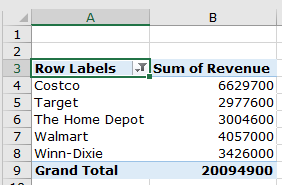 A B
1
2
3 Row Labels Sum of Revenue
4 Costco 6629700
5 Target 2977600
6 The Home Depot 3004600
7 Walmart 4057000
8 Winn-Dixie 3426000
9 Grand Total 20094900